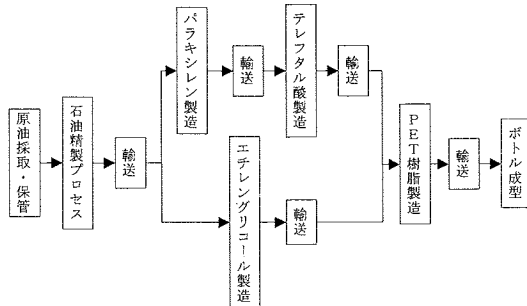 原油採取・保管
石油精製プロセス
輸送
パラキシレン製造
輸送
テレフタル酸製造
輸送
エチレングリコール製造
輸送
PET樹脂製造
輸送
ボトル成型